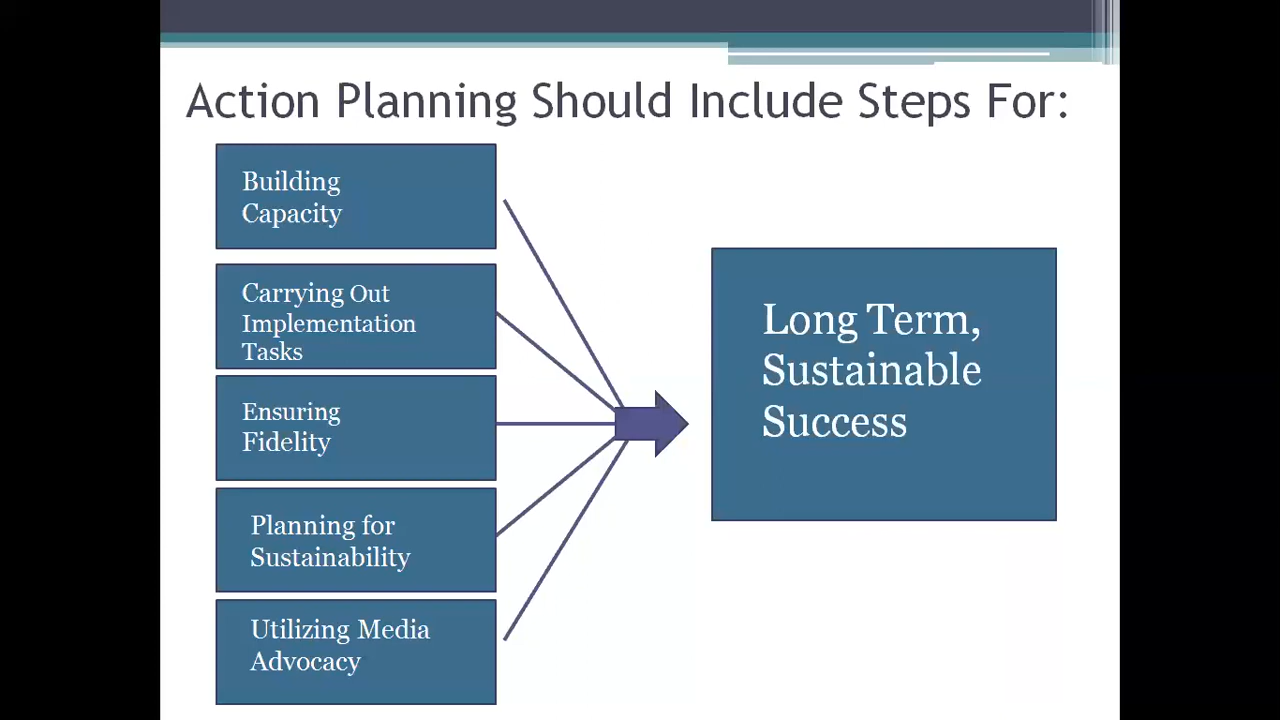 Action Planning Should Include Steps For:
Building
Capacity
Carrying Out
Implementation
Tasks
Ensuring
Fidelity
Planning for
Sustainability
Utilizing Media
Advocacy
Long Term,
Sustainable
Success